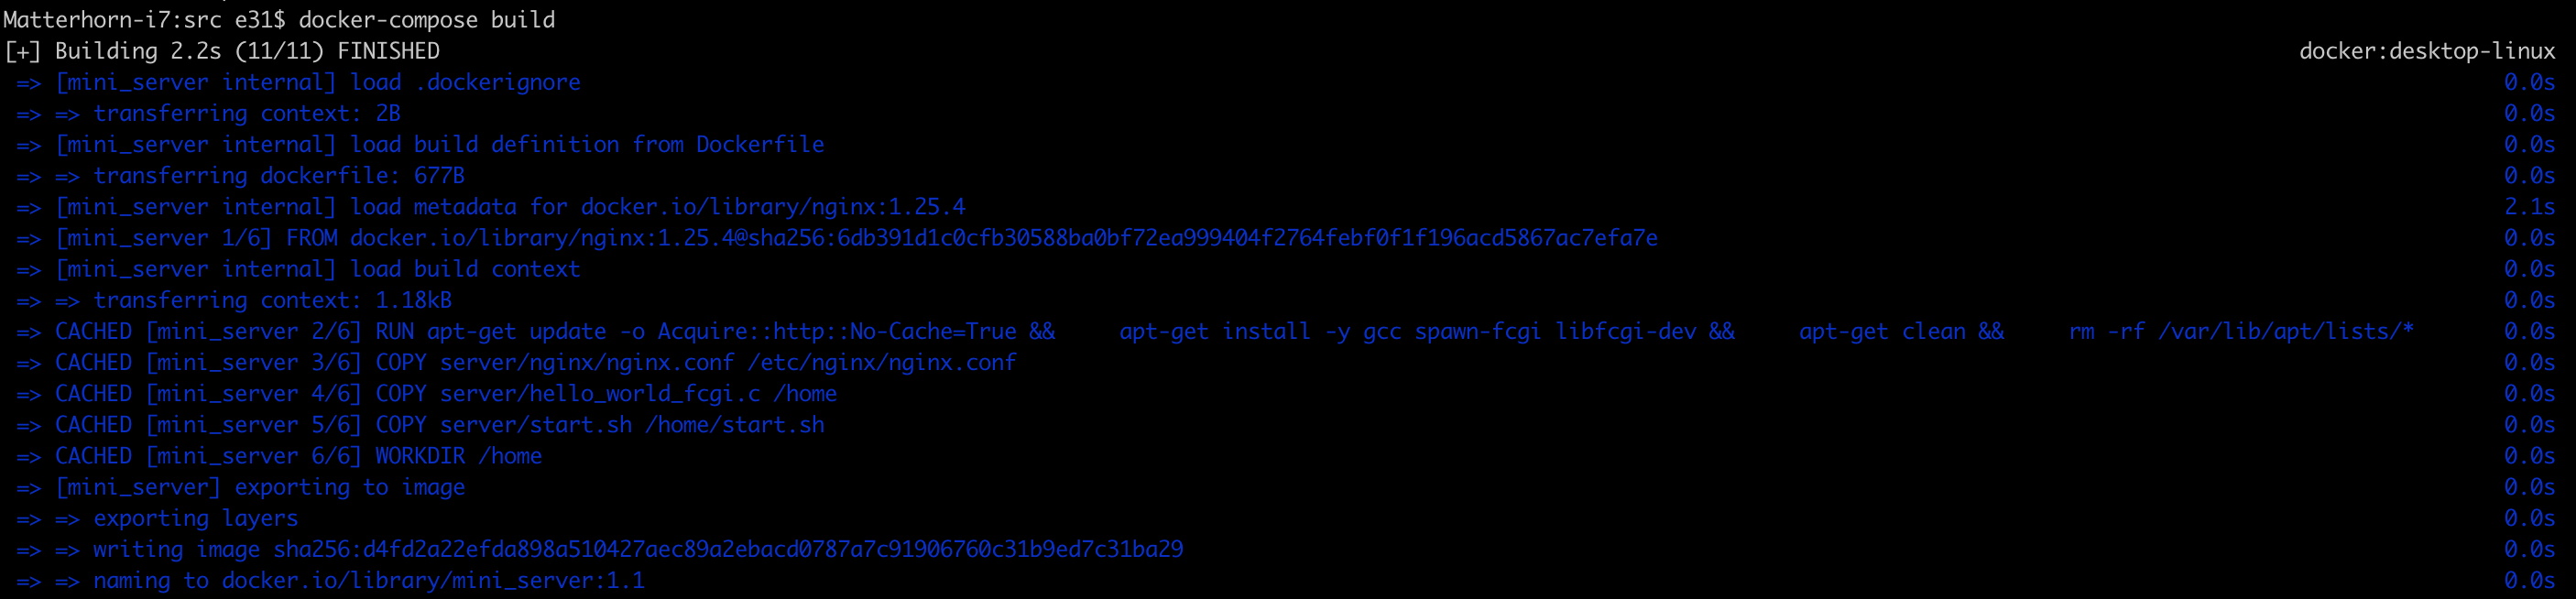 Matterhorn-i7:src e31$ docker-compose build
[+] Building 2.2s (11/11) FINISHED docker:desktop-linux
=> [mini_server internal] load .dockerignore 0.0s
=> => transferring context: 2B 0.0s
=> [mini_server internal] load build definition from Dockerfile 0.0s
=> => transferring dockerfile: 677B 0.0s
=> [mini_server internal] load metadata for docker.io/library/nginx:1.25.4 2.1s
=> [mini_server 1/6] FROM docker.io/library/nginx:1.25.4@sha256:6db391d1c0cfb30588ba0bf72ea999404f2764febf0f1f196acd5867ac7efa7e 0.0s
=> [mini_server internal] load build context 0.0s
=> => transferring context: 1.18kB 0.0s
=> CACHED [mini_server 2/6] RUN apt-get update -o Acquire::http::No-Cache=True &&     apt-get install -y gcc spawn-fcgi libfcgi-dev &&     apt-get clean &&     rm -rf /var/lib/apt/lists/* 0.0s
=> CACHED [mini_server 3/6] COPY server/nginx/nginx.conf /etc/nginx/nginx.conf 0.0s
=> CACHED [mini_server 4/6] COPY server/hello_world_fcgi.c /home 0.0s
=> CACHED [mini_server 5/6] COPY server/start.sh /home/start.sh 0.0s
=> CACHED [mini_server 6/6] WORKDIR /home 0.0s
=> [mini_server] exporting to image 0.0s
=> => exporting layers 0.0s
=> => writing image sha256:d4fd2a22efda898a510427aec89a2ebacd0787a7c91906760c31b9ed7c31ba29 0.0s
=> => naming to docker.io/library/mini_server:1.1 0.0s